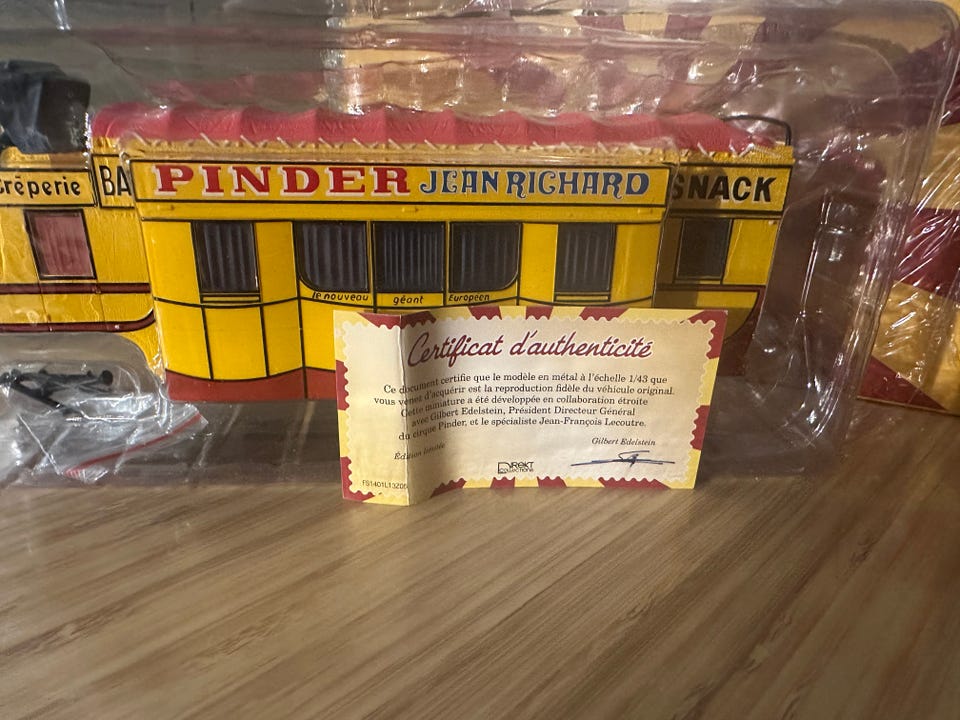 Crêperie
BA
PINDER JEAN RICHARD
SNACK
le nouveau géant Européen
Certificat d'authenticité
Ce document certifie que le modèle en métal à l'échelle 1/43 que
vous venez d'acquérir est la reproduction fidèle du véhicule original.
Cette miniature a été développée en collaboration étroite
avec Gilbert Edelstein, Président Directeur Général
du cirque Pinder, et le spécialiste Jean-François Lecoutre.
Gilbert Edelstein
Édition limitée
DIREKT
COLLECTIONS